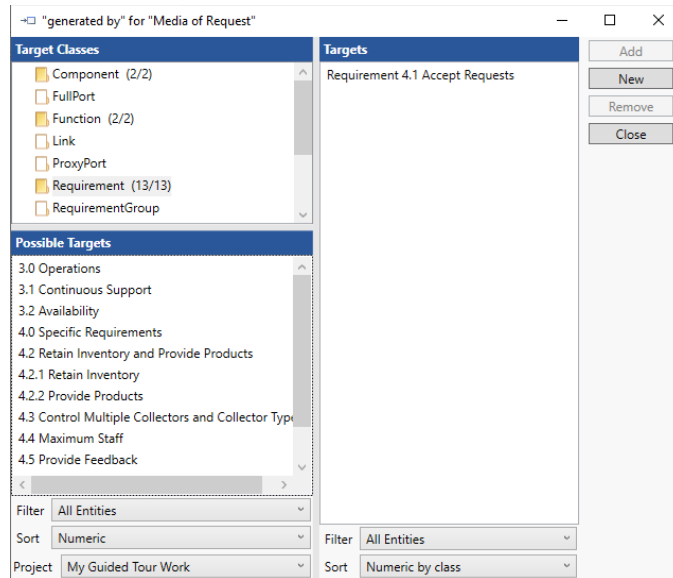 "generated by" for "Media of Request"
Target Classes
Component (2/2)
FullPort
Function (2/2)
Link
ProxyPort
Requirement (13/13)
RequirementGroup
Possible Targets
3.0 Operations
3.1 Continuous Support
3.2 Availability
4.0 Specific Requirements
4.2 Retain Inventory and Provide Products
4.2.1 Retain Inventory
4.2.2 Provide Products
4.3 Control Multiple Collectors and Collector Type
4.4 Maximum Staff
4.5 Provide Feedback
Filter All Entities
Sort Numeric
Project My Guided Tour Work
Targets
Requirement 4.1 Accept Requests
Filter All Entities
Sort Numeric by class
Add
New
Remove
Close